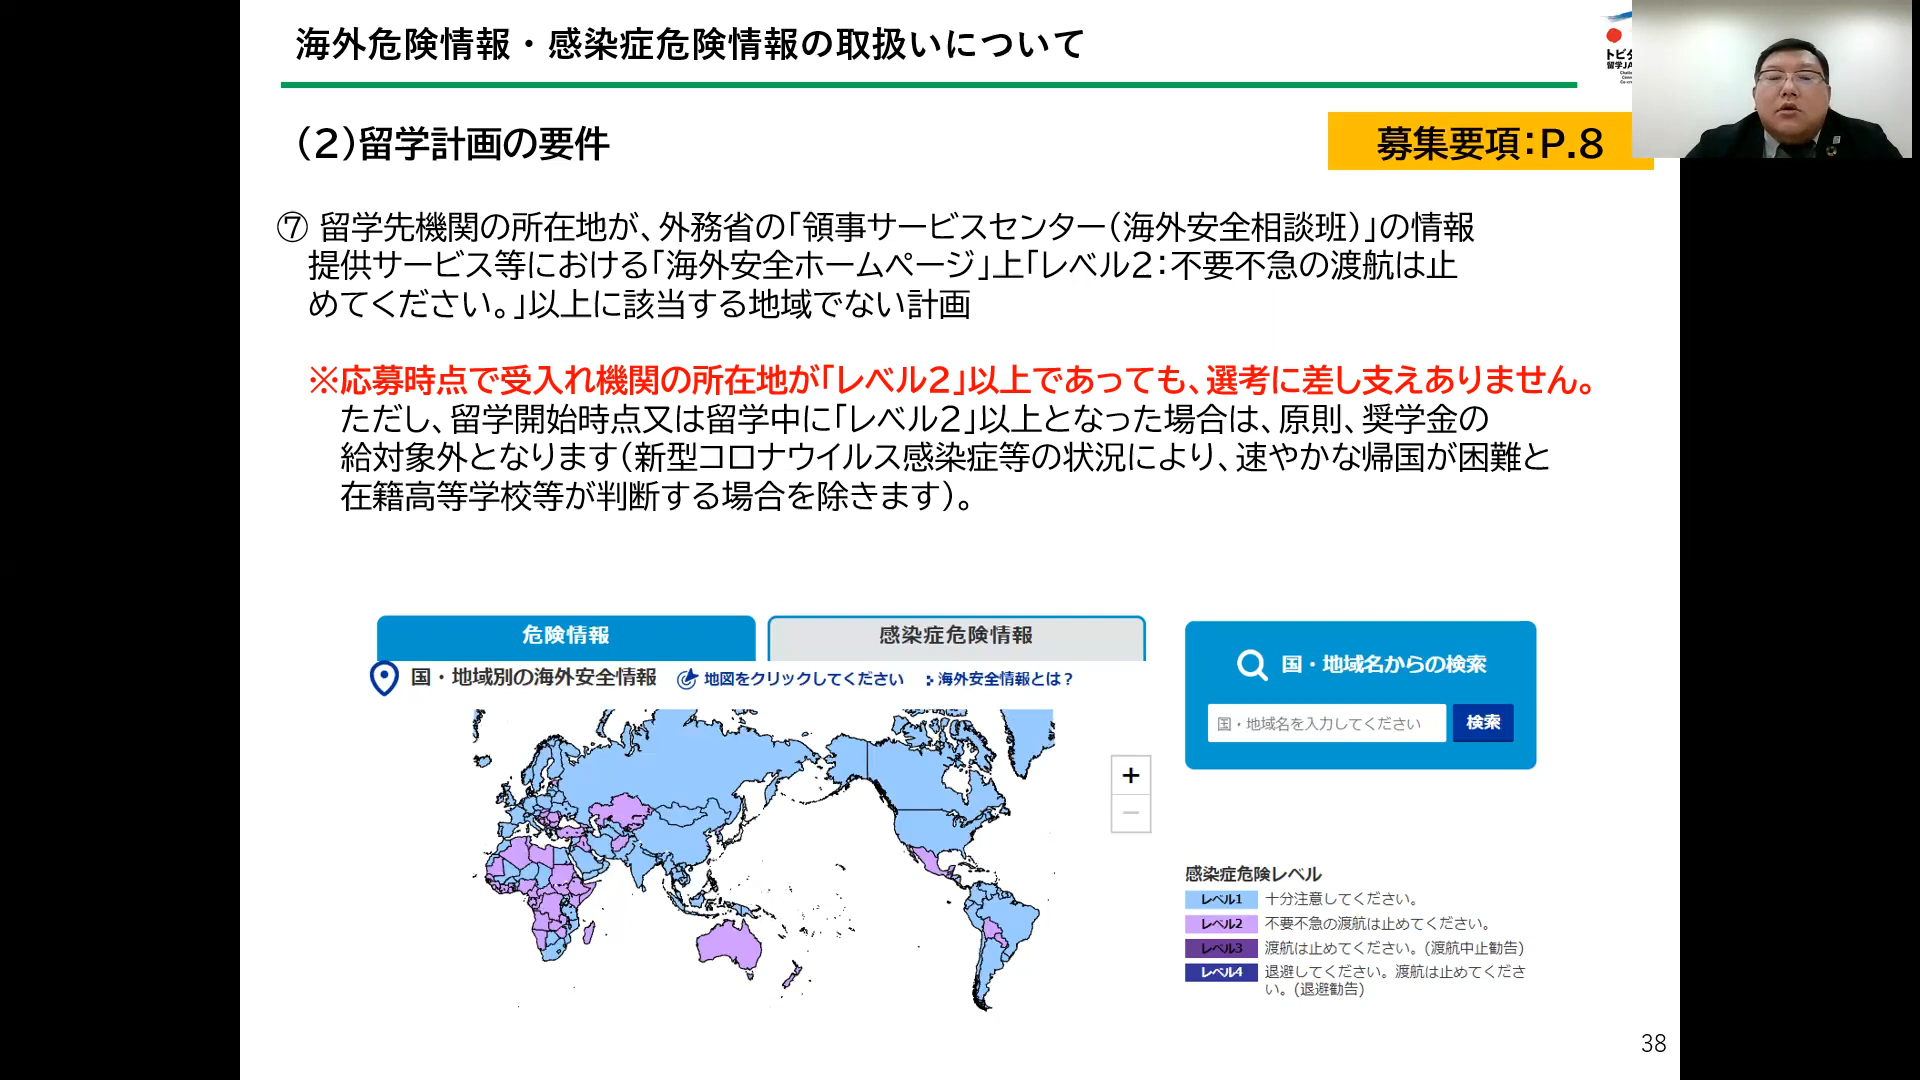 海外危険情報・感染症危険情報の取扱いについて
トビタ
留学JA
(2)留学計画の要件
募集要項:P.8
⑦ 留学先機関の所在地が、外務省の「領事サービスセンター(海外安全相談班)」の情報
提供サービス等における「海外安全ホームページ」上「レベル2:不要不急の渡航は止
めてください。」以上に該当する地域でない計画
※応募時点で受入れ機関の所在地が「レベル2」以上であっても、選考に差し支えありません。
ただし、留学開始時点又は留学中に「レベル2」以上となった場合は、原則、奨学金の
給対象外となります(新型コロナウイルス感染症等の状況により、速やかな帰国が困難と
在籍高等学校等が判断する場合を除きます)。
危険情報
感染症危険情報
国・地域別の海外安全情報
地図をクリックしてください
海外安全情報とは?
国・地域名からの検索
国・地域名を入力してください
検索
+
−
感染症危険レベル
レベル1 十分注意してください。
レベル2 不要不急の渡航は止めてください。
レベル3 渡航は止めてください。(渡航中止勧告)
レベル4 退避してください。渡航は止めてくださ
い。(退避勧告)
38